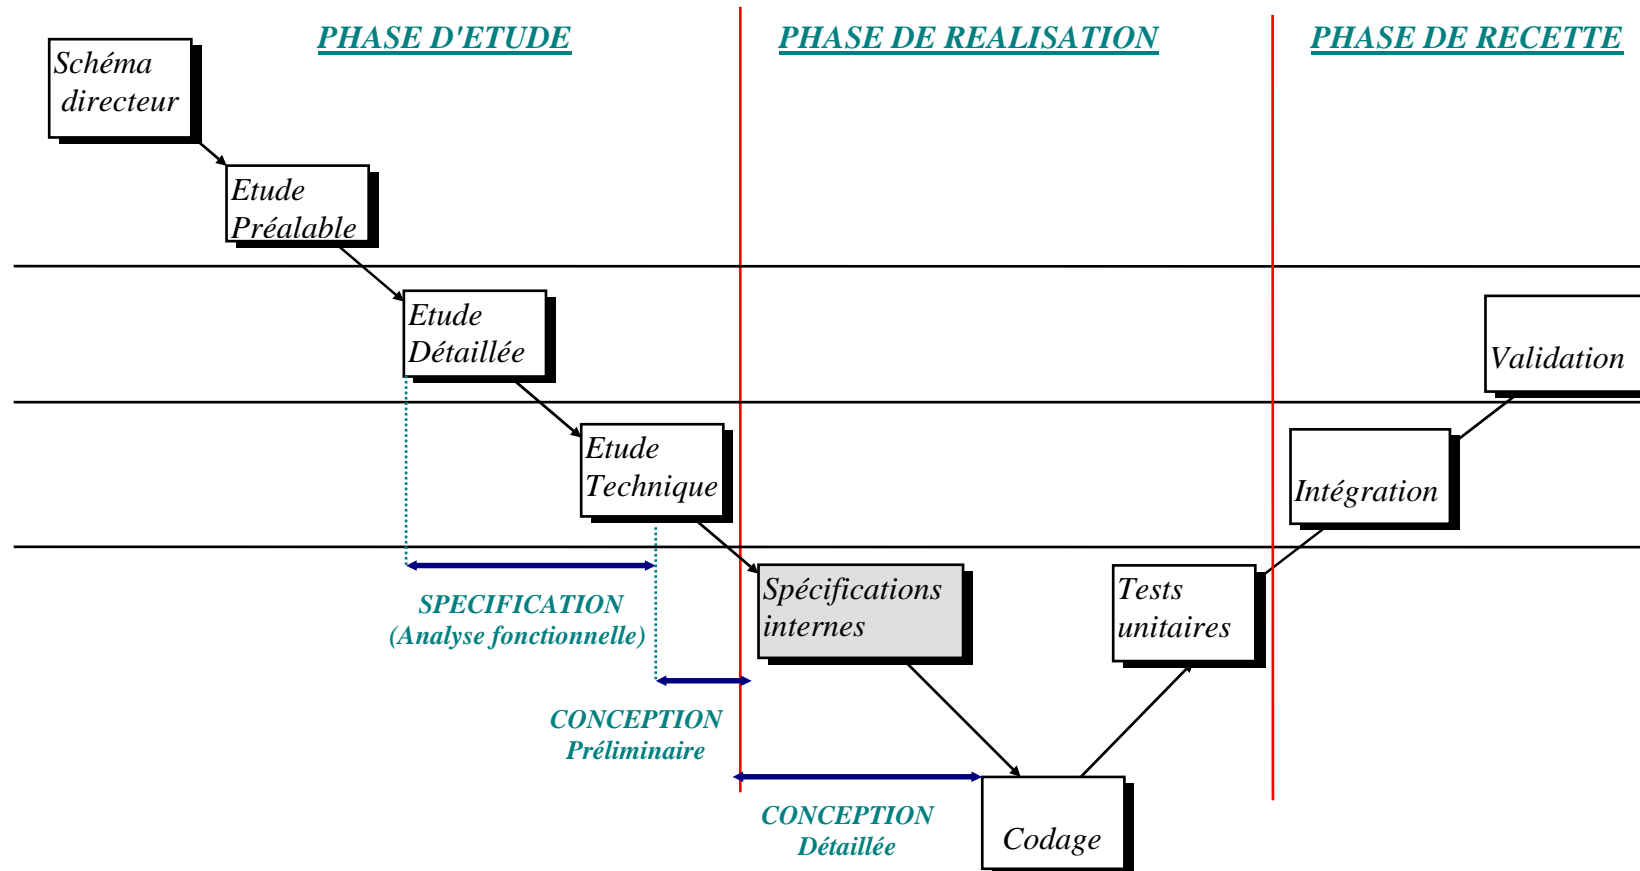 PHASE D'ETUDE
PHASE DE REALISATION
PHASE DE RECETTE
Schéma
directeur
Etude
Préalable
Etude
Détaillée
Validation
Etude
Technique
Intégration
SPECIFICATION
(Analyse fonctionnelle)
Spécifications
internes
Tests
unitaires
CONCEPTION
Préliminaire
CONCEPTION
Détaillée
Codage